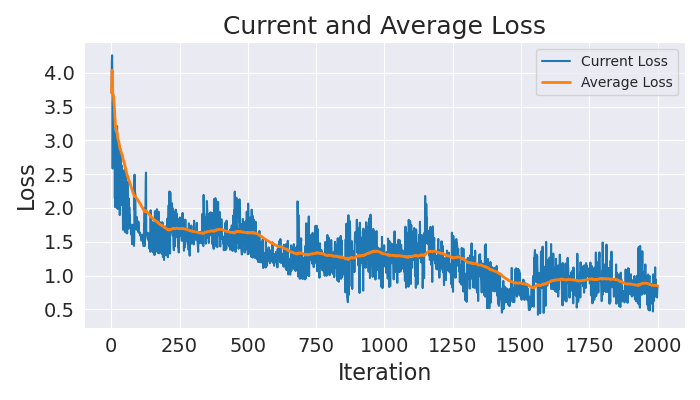 Current and Average Loss
Current Loss
Average Loss
4.0
3.5
3.0
2.5
2.0
1.5
1.0
0.5
Loss
0 250 500 750 1000 1250 1500 1750 2000
Iteration